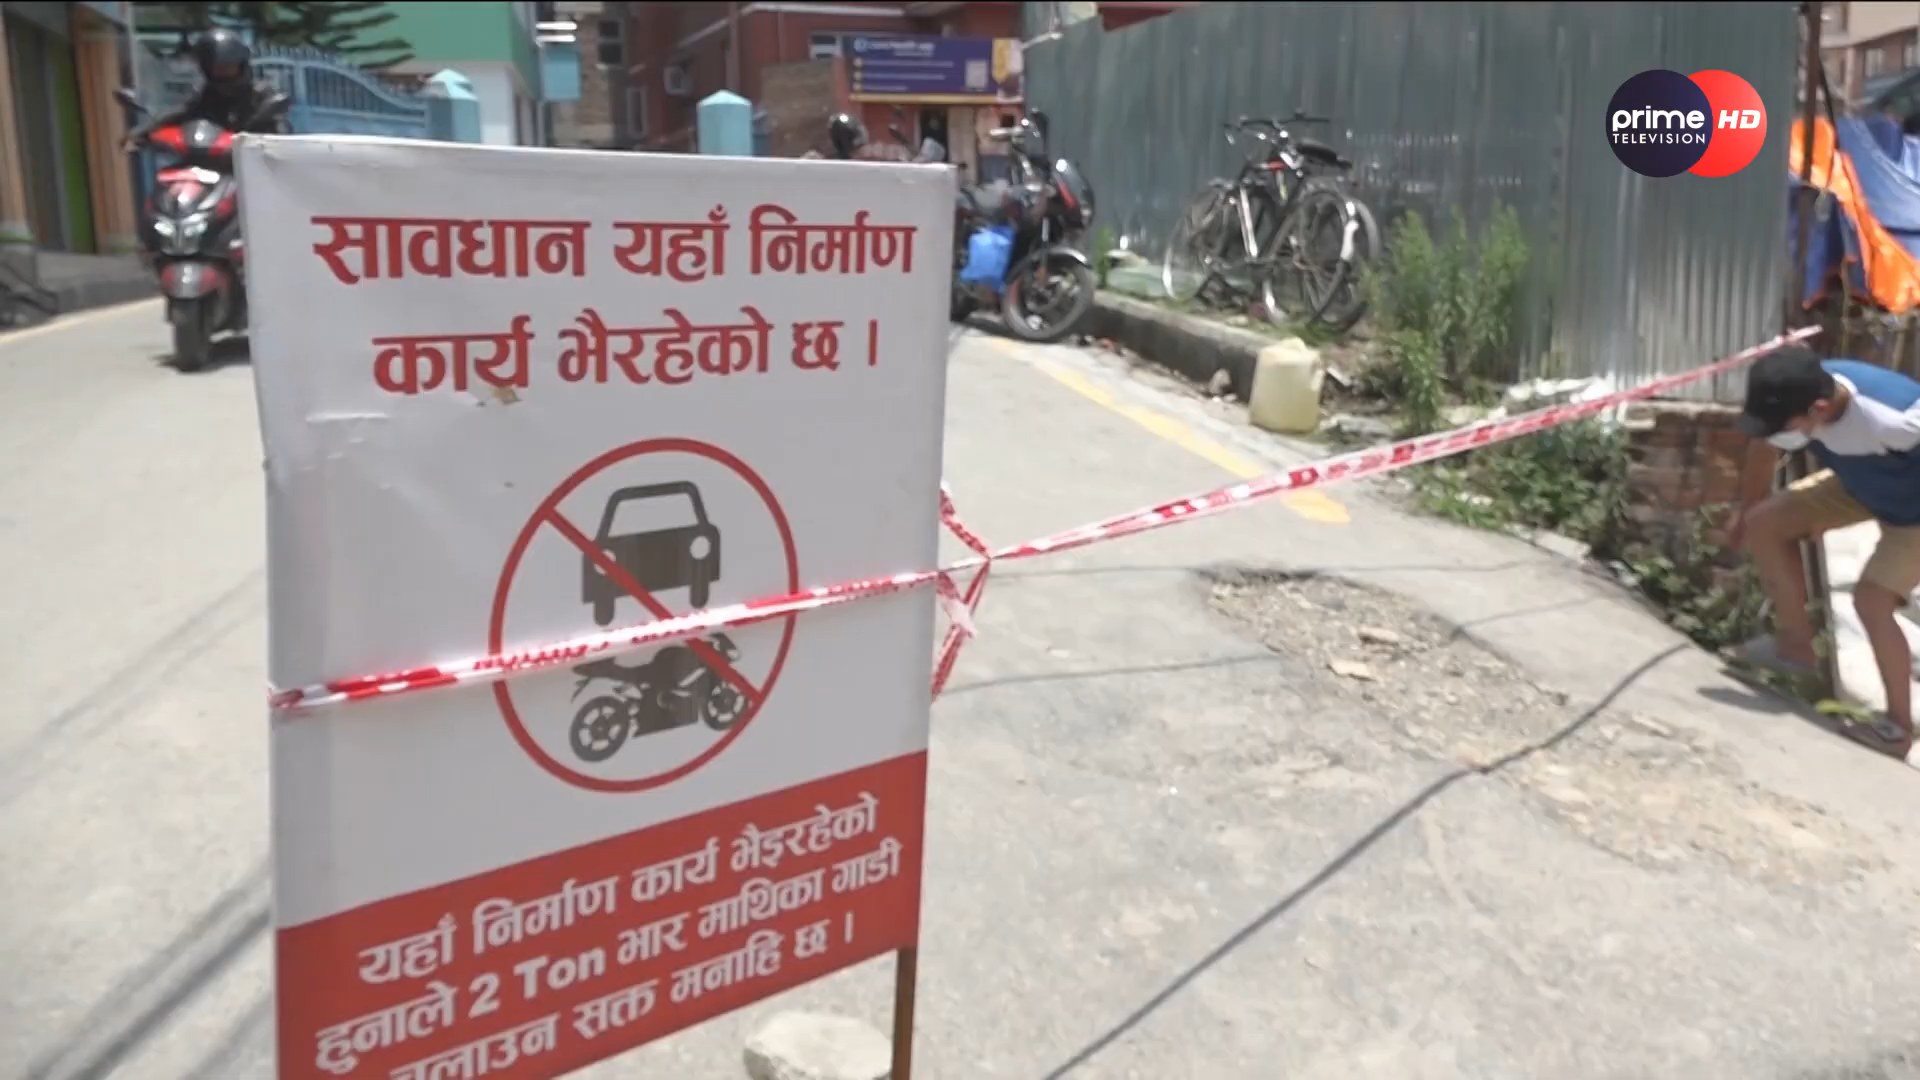 prime HD
TELEVISION
सावधान यहाँ निर्माण
कार्य भैरहेको छ ।
यहाँ निर्माण कार्य भैइरहेको
हुनाले 2 Ton भार माथिका गाडी
चलाउन सक्त मनाहि छ ।